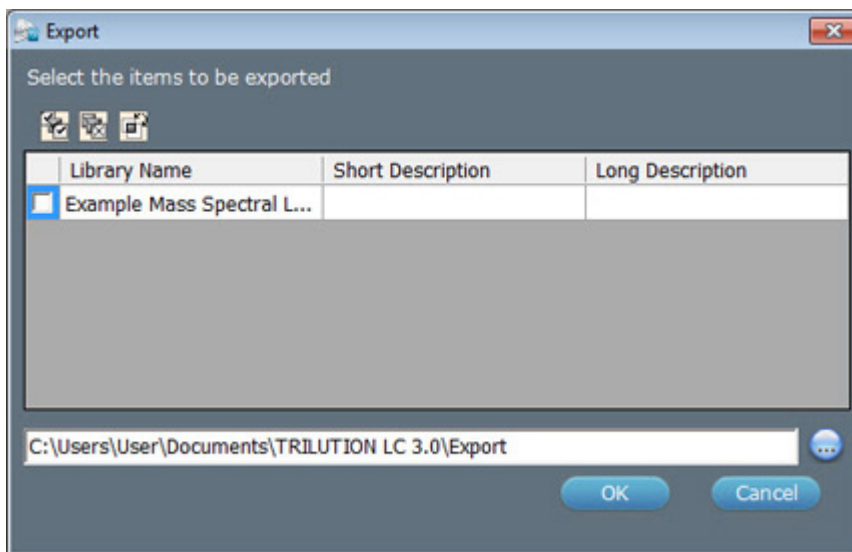 Export
Select the items to be exported
Library Name Short Description Long Description
Example Mass Spectral L...
C:\Users\User\Documents\TRILUTION LC 3.0\Export
...
OK Cancel